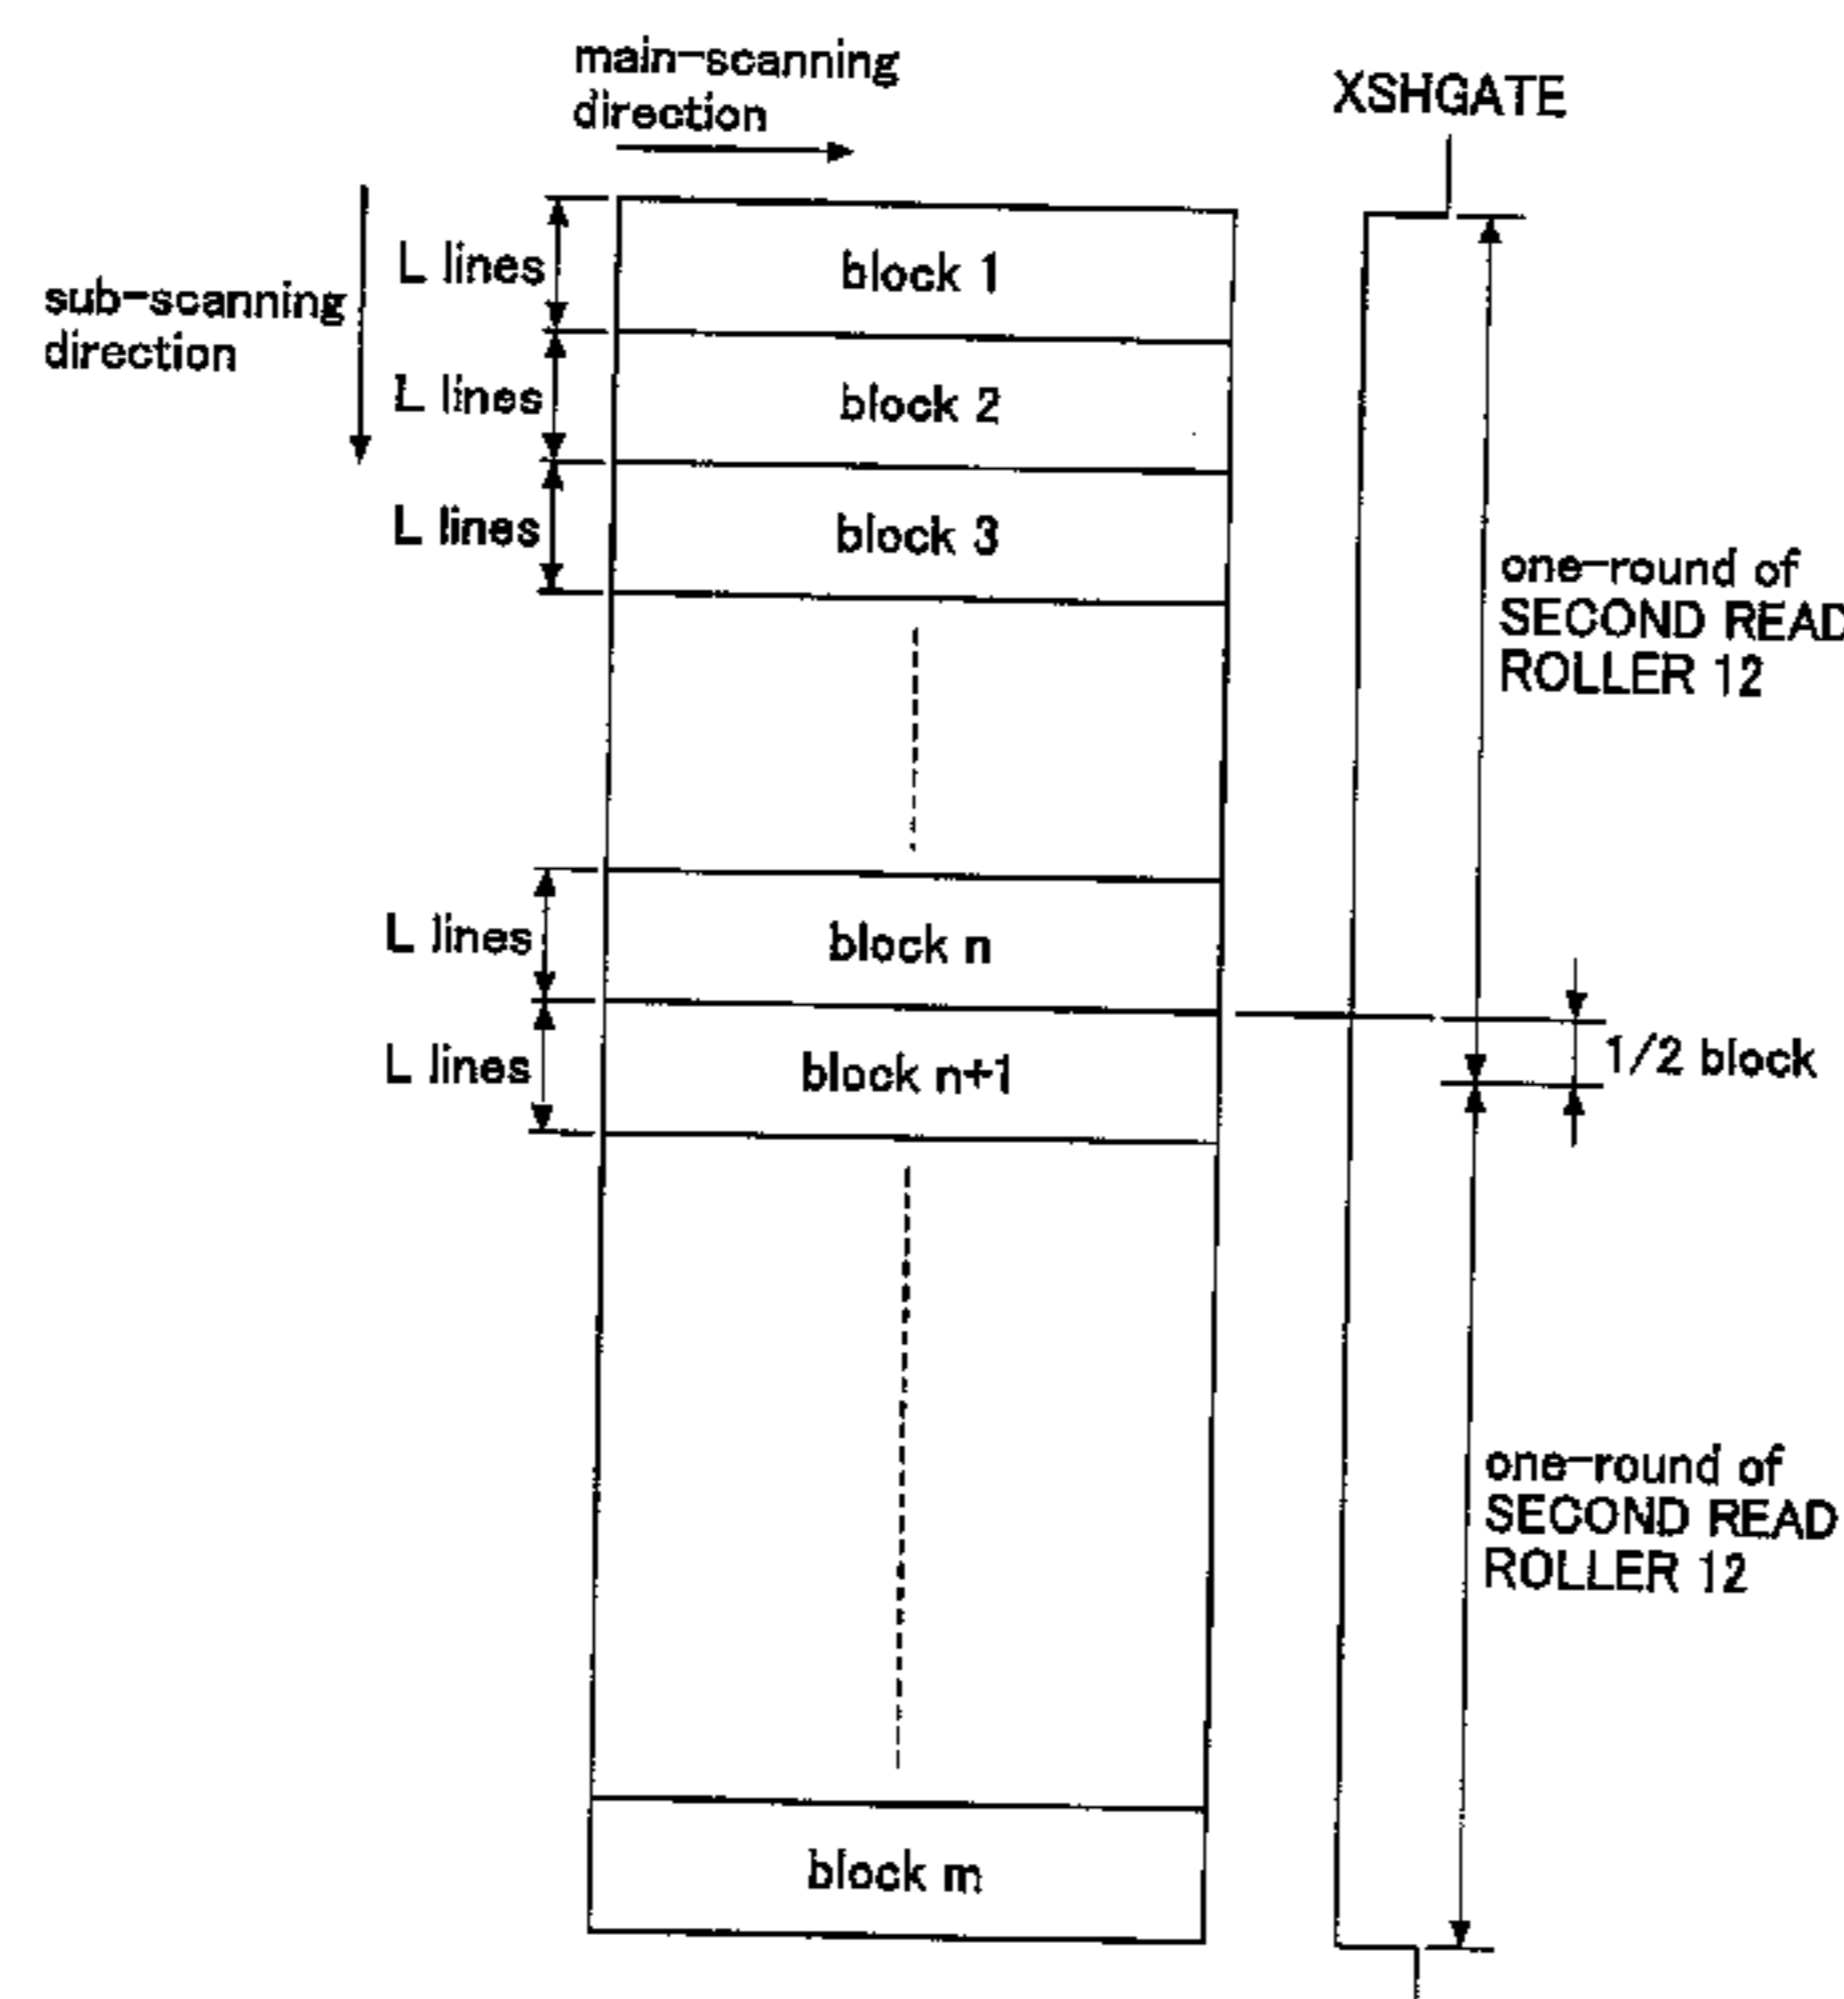 main-scanning
direction
XSHGATE
sub-scanning
direction
L lines
block 1
L lines
block 2
L lines
block 3
one-round of
SECOND READ
ROLLER 12
L lines
block n
L lines
block n+1
1/2 block
one-round of
SECOND READ
ROLLER 12
block m